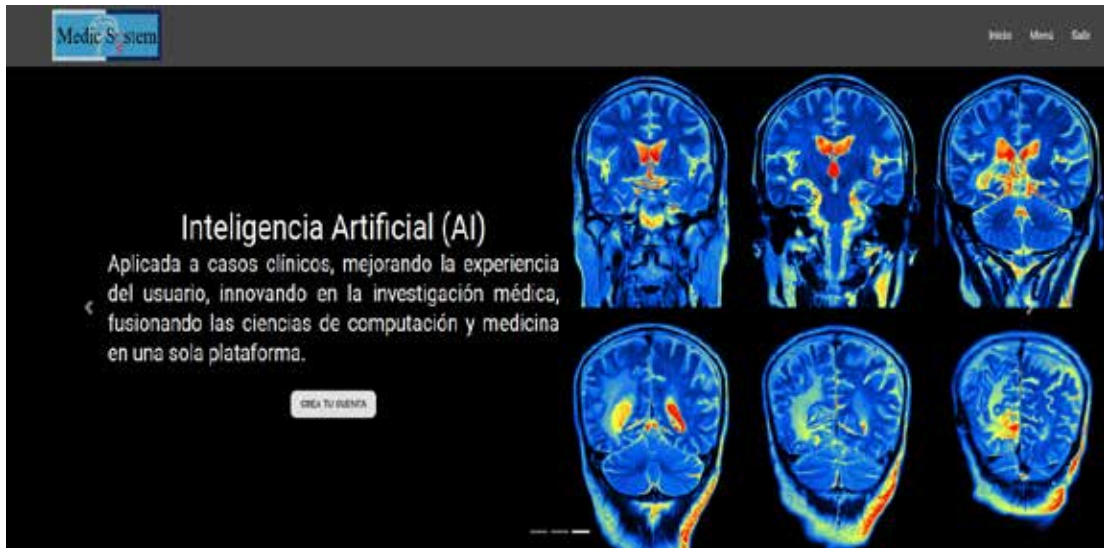 Medic System
Inicio Menú Salir
Inteligencia Artificial (AI)
Aplicada a casos clínicos, mejorando la experiencia
del usuario, innovando en la investigación médica,
fusionando las ciencias de computación y medicina
en una sola plataforma.
CREA TU CUENTA